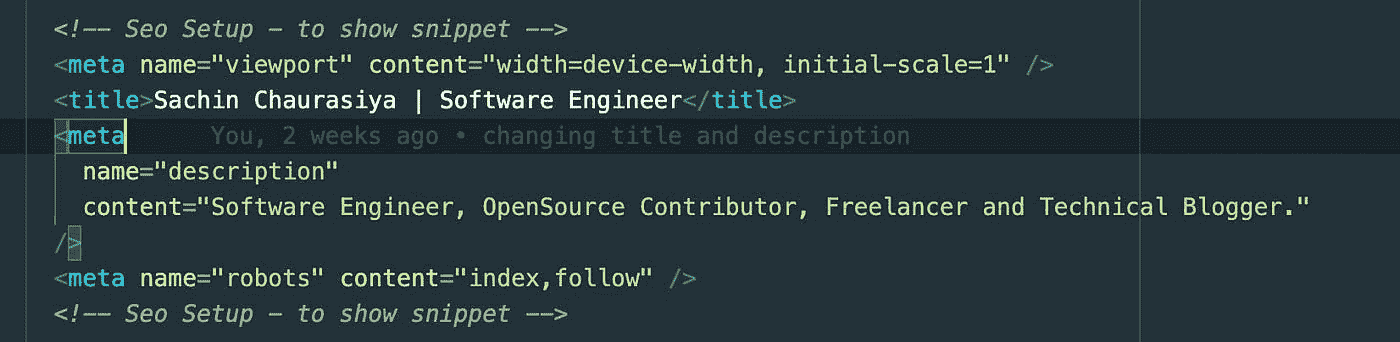 <!-- Seo Setup - to show snippet -->
<meta name="viewport" content="width=device-width, initial-scale=1" />
<title>Sachin Chaurasiya | Software Engineer</title>
<meta You, 2 weeks ago • changing title and description
name="description"
content="Software Engineer, OpenSource Contributor, Freelancer and Technical Blogger."
/>
<meta name="robots" content="index,follow" />
<!-- Seo Setup - to show snippet -->